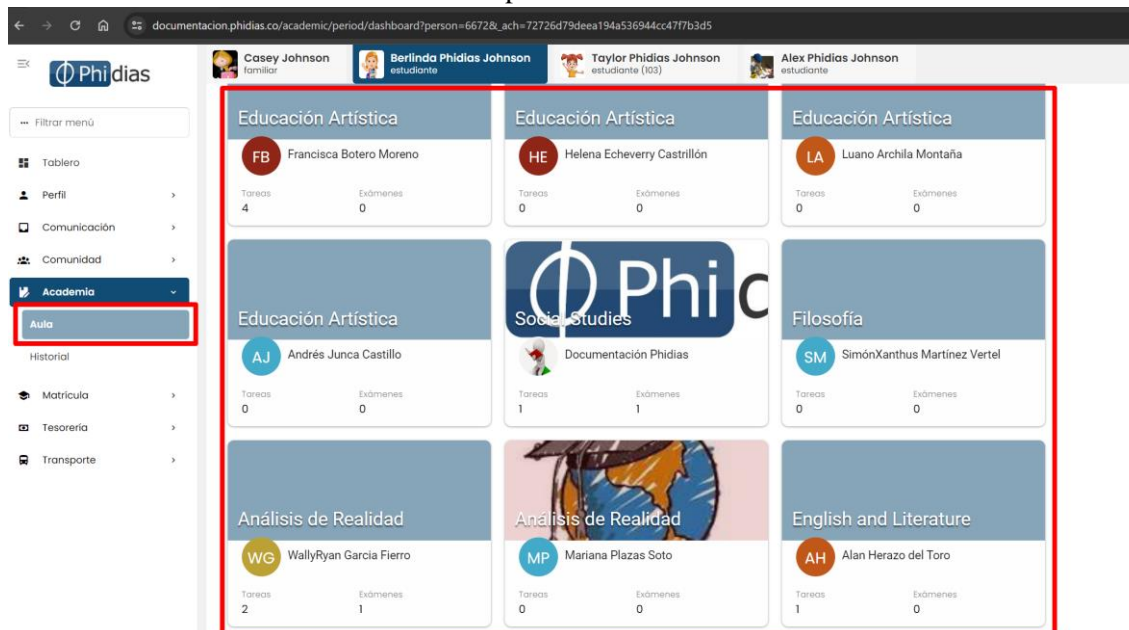 documentacion.phidias.co/academic/period/dashboard?person=6672&_ach=72726d79deea194a536944cc47f7b3d5
Phidias
Casey Johnson
familiar
Berlinda Phidias Johnson
estudiante
Taylor Phidias Johnson
estudiante (103)
Alex Phidias Johnson
estudiante
Filtrar menú
Tablero
Perfil
Comunicación
Comunidad
Academia
Aula
Historial
Matrícula
Tesorería
Transporte
Educación Artística
FB Francisca Botero Moreno
Tareas Exámenes
4 0
Educación Artística
HE Helena Echeverry Castrillón
Tareas Exámenes
0 0
Educación Artística
LA Luano Archila Montaña
Tareas Exámenes
0 0
Educación Artística
AJ Andrés Junca Castillo
Tareas Exámenes
0 0
Phid
Social Studies
Documentación Phidias
Tareas Exámenes
1 1
Filosofía
SM SimónXanthus Martínez Vertel
Tareas Exámenes
0 0
Análisis de Realidad
WG WallyRyan Garcia Fierro
Tareas Exámenes
2 1
Análisis de Realidad
MP Mariana Plazas Soto
Tareas Exámenes
0 0
English and Literature
AH Alan Herazo del Toro
Tareas Exámenes
1 0